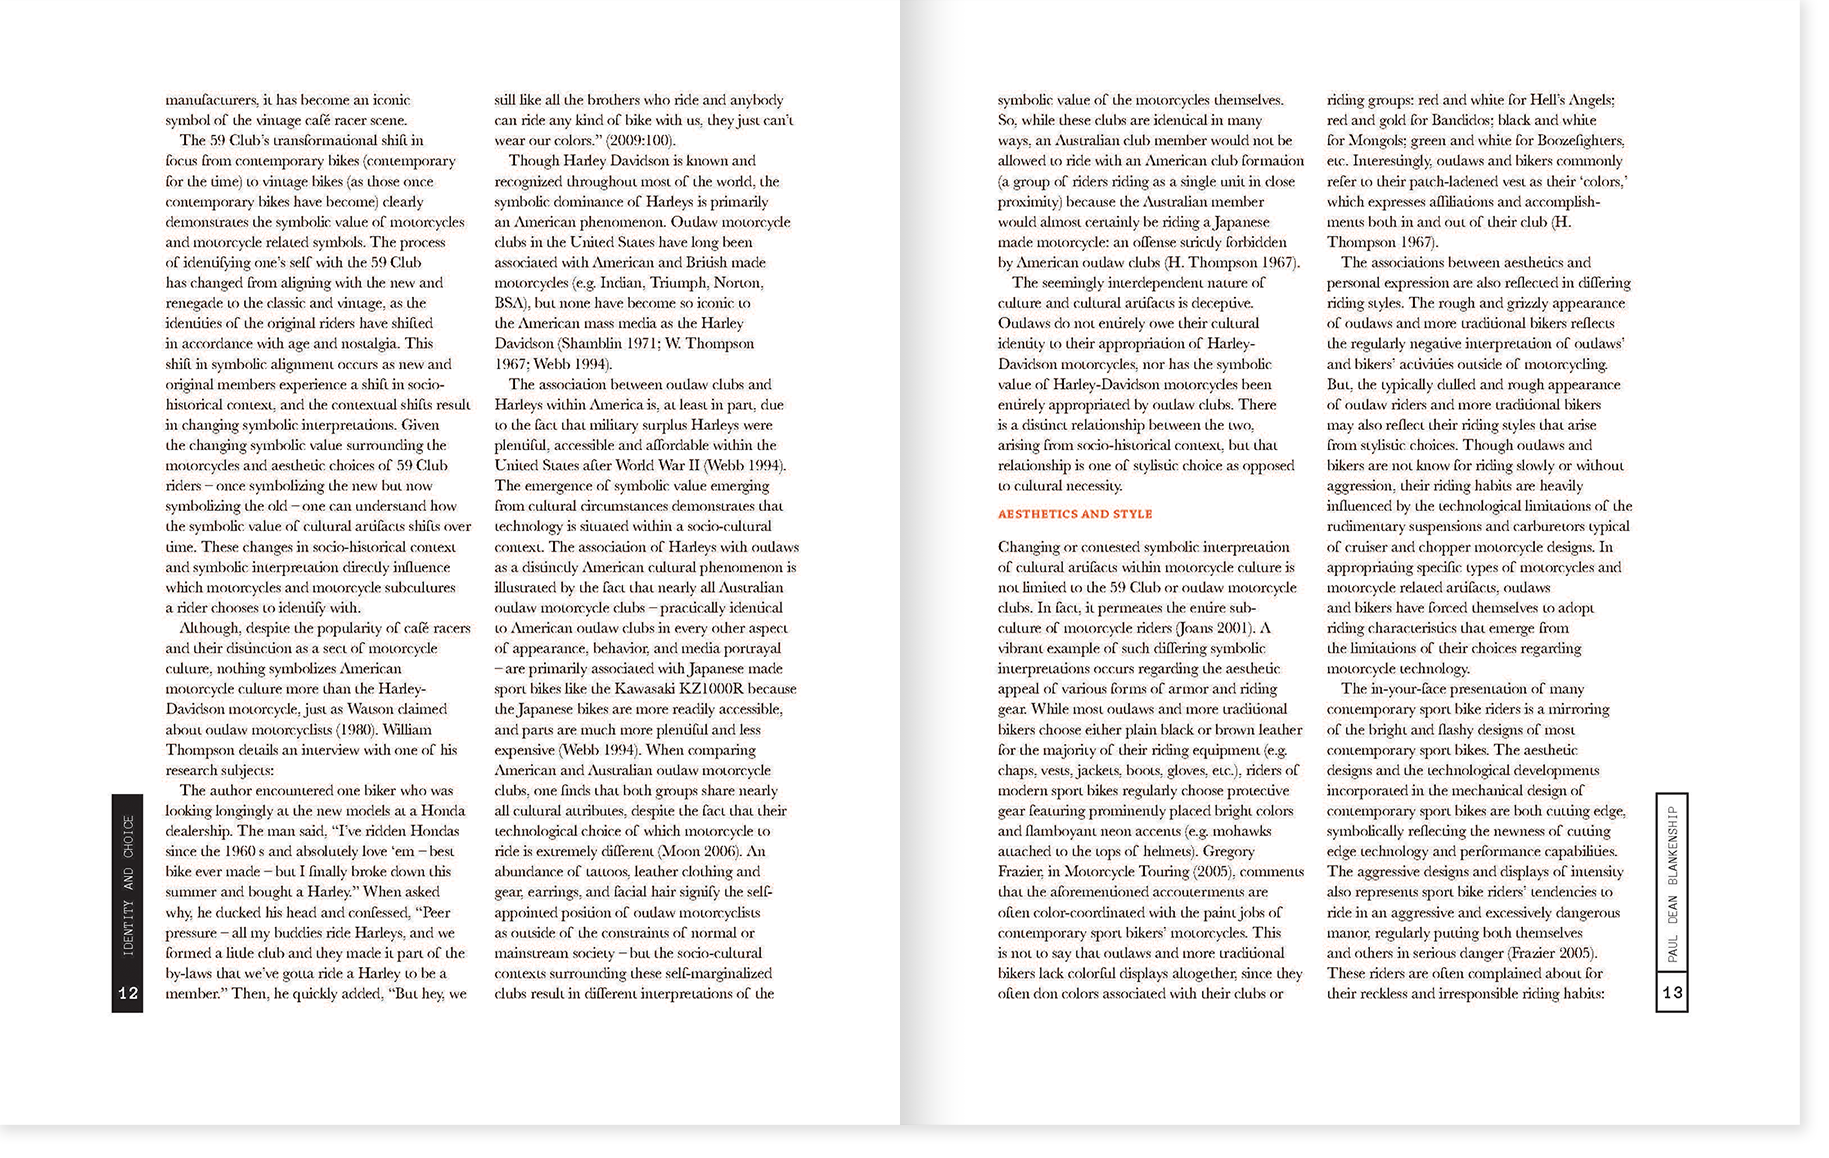 manufacturers, it has become an iconic
symbol of the vintage café racer scene.
The 59 Club’s transformational shift in
focus from contemporary bikes (contemporary
for the time) to vintage bikes (as those once
contemporary bikes have become) clearly
demonstrates the symbolic value of motorcycles
and motorcycle related symbols. The process
of identifying one’s self with the 59 Club
has changed from aligning with the new and
renegade to the classic and vintage, as the
identities of the original riders have shifted
in accordance with age and nostalgia. This
shift in symbolic alignment occurs as new and
original members experience a shift in socio-
historical context, and the contextual shifts result
in changing symbolic interpretations. Given
the changing symbolic value surrounding the
motorcycles and aesthetic choices of 59 Club
riders – once symbolizing the new but now
symbolizing the old – one can understand how
the symbolic value of cultural artifacts shifts over
time. These changes in socio-historical context
and symbolic interpretation directly influence
which motorcycles and motorcycle subcultures
a rider chooses to identify with.
Although, despite the popularity of café racers
and their distinction as a sect of motorcycle
culture, nothing symbolizes American
motorcycle culture more than the Harley-
Davidson motorcycle, just as Watson claimed
about outlaw motorcyclists (1980). William
Thompson details an interview with one of his
research subjects:
The author encountered one biker who was
looking longingly at the new models at a Honda
dealership. The man said, “I’ve ridden Hondas
since the 1960 s and absolutely love ‘em – best
bike ever made – but I finally broke down this
summer and bought a Harley.” When asked
why, he ducked his head and confessed, “Peer
pressure – all my buddies ride Harleys, and we
formed a little club and they made it part of the
by-laws that we’ve gotta ride a Harley to be a
member.” Then, he quickly added, “But hey, we
still like all the brothers who ride and anybody
can ride any kind of bike with us, they just can’t
wear our colors.” (2009:100).
Though Harley Davidson is known and
recognized throughout most of the world, the
symbolic dominance of Harleys is primarily
an American phenomenon. Outlaw motorcycle
clubs in the United States have long been
associated with American and British made
motorcycles (e.g. Indian, Triumph, Norton,
BSA), but none have become so iconic to
the American mass media as the Harley
Davidson (Shamblin 1971; W. Thompson
1967; Webb 1994).
The association between outlaw clubs and
Harleys within America is, at least in part, due
to the fact that military surplus Harleys were
plentiful, accessible and affordable within the
United States after World War II (Webb 1994).
The emergence of symbolic value emerging
from cultural circumstances demonstrates that
technology is situated within a socio-cultural
context. The association of Harleys with outlaws
as a distinctly American cultural phenomenon is
illustrated by the fact that nearly all Australian
outlaw motorcycle clubs – practically identical
to American outlaw clubs in every other aspect
of appearance, behavior, and media portrayal
– are primarily associated with Japanese made
sport bikes like the Kawasaki KZ1000R because
the Japanese bikes are more readily accessible,
and parts are much more plentiful and less
expensive (Webb 1994). When comparing
American and Australian outlaw motorcycle
clubs, one finds that both groups share nearly
all cultural attributes, despite the fact that their
technological choice of which motorcycle to
ride is extremely different (Moon 2006). An
abundance of tattoos, leather clothing and
gear, earrings, and facial hair signify the self-
appointed position of outlaw motorcyclists
as outside of the constraints of normal or
mainstream society – but the socio-cultural
contexts surrounding these self-marginalized
clubs result in different interpretations of the
IDENTITY AND CHOICE
12
symbolic value of the motorcycles themselves.
So, while these clubs are identical in many
ways, an Australian club member would not be
allowed to ride with an American club formation
(a group of riders riding as a single unit in close
proximity) because the Australian member
would almost certainly be riding a Japanese
made motorcycle: an offense strictly forbidden
by American outlaw clubs (H. Thompson 1967).
The seemingly interdependent nature of
culture and cultural artifacts is deceptive.
Outlaws do not entirely owe their cultural
identity to their appropriation of Harley-
Davidson motorcycles, nor has the symbolic
value of Harley-Davidson motorcycles been
entirely appropriated by outlaw clubs. There
is a distinct relationship between the two,
arising from socio-historical context, but that
relationship is one of stylistic choice as opposed
to cultural necessity.
AESTHETICS AND STYLE
Changing or contested symbolic interpretation
of cultural artifacts within motorcycle culture is
not limited to the 59 Club or outlaw motorcycle
clubs. In fact, it permeates the entire sub-
culture of motorcycle riders (Joans 2001). A
vibrant example of such differing symbolic
interpretations occurs regarding the aesthetic
appeal of various forms of armor and riding
gear. While most outlaws and more traditional
bikers choose either plain black or brown leather
for the majority of their riding equipment (e.g.
chaps, vests, jackets, boots, gloves, etc.), riders of
modern sport bikes regularly choose protective
gear featuring prominently placed bright colors
and flamboyant neon accents (e.g. mohawks
attached to the tops of helmets). Gregory
Frazier, in Motorcycle Touring (2005), comments
that the aforementioned accouterments are
often color-coordinated with the paint jobs of
contemporary sport bikers’ motorcycles. This
is not to say that outlaws and more traditional
bikers lack colorful displays altogether, since they
often don colors associated with their clubs or
riding groups: red and white for Hell’s Angels;
red and gold for Bandidos; black and white
for Mongols; green and white for Boozefighters,
etc. Interestingly, outlaws and bikers commonly
refer to their patch-ladened vest as their ‘colors,’
which expresses affiliations and accomplish-
ments both in and out of their club (H.
Thompson 1967).
The associations between aesthetics and
personal expression are also reflected in differing
riding styles. The rough and grizzly appearance
of outlaws and more traditional bikers reflects
the regularly negative interpretation of outlaws’
and bikers’ activities outside of motorcycling.
But, the typically dulled and rough appearance
of outlaw riders and more traditional bikers
may also reflect their riding styles that arise
from stylistic choices. Though outlaws and
bikers are not know for riding slowly or without
aggression, their riding habits are heavily
influenced by the technological limitations of the
rudimentary suspensions and carburetors typical
of cruiser and chopper motorcycle designs. In
appropriating specific types of motorcycles and
motorcycle related artifacts, outlaws
and bikers have forced themselves to adopt
riding characteristics that emerge from
the limitations of their choices regarding
motorcycle technology.
The in-your-face presentation of many
contemporary sport bike riders is a mirroring
of the bright and flashy designs of most
contemporary sport bikes. The aesthetic
designs and the technological developments
incorporated in the mechanical design of
contemporary sport bikes are both cutting edge,
symbolically reflecting the newness of cutting
edge technology and performance capabilities.
The aggressive designs and displays of intensity
also represents sport bike riders’ tendencies to
ride in an aggressive and excessively dangerous
manor, regularly putting both themselves
and others in serious danger (Frazier 2005).
These riders are often complained about for
their reckless and irresponsible riding habits:
PAUL DEAN BLANKENSHIP
13